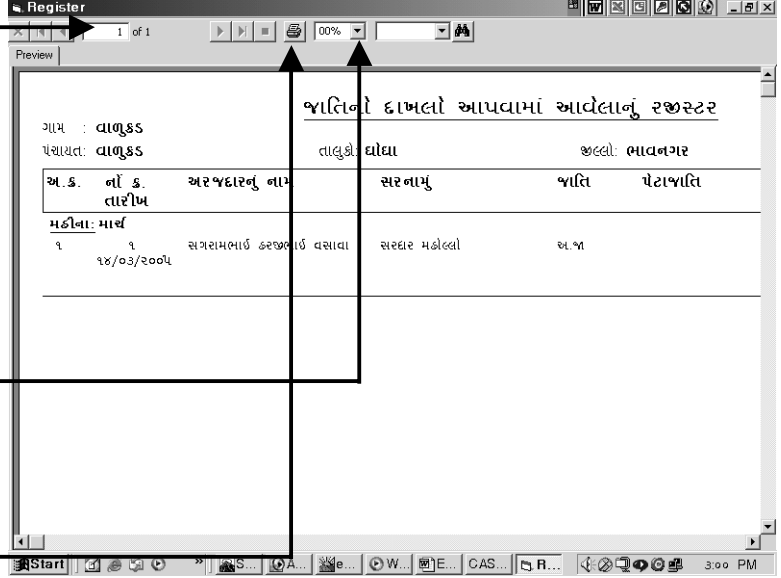 Register
1 of 1 00%
Preview
જાતિનો દાખલો આપવામાં આવેલાનું રજીસ્ટર
ગામ : વાળુકડ
પંચાયત: વાળુકડ તાલુકો: ઘોઘા જીલ્લો: ભાવનગર
અ.ક્ર. નોં ક્ર. અરજદારનું નામ સરનામું જાતિ પેટાજાતિ
તારીખ
મહીના: માર્ચ
૧ ૧ સગરામભાઈ હરજીભાઈ વસાવા સરદાર મહોલ્લો અ.જા
૧૪/૦૩/૨૦૦૫
Start » S... A... e... W... E... CAS... R... 3:00 PM